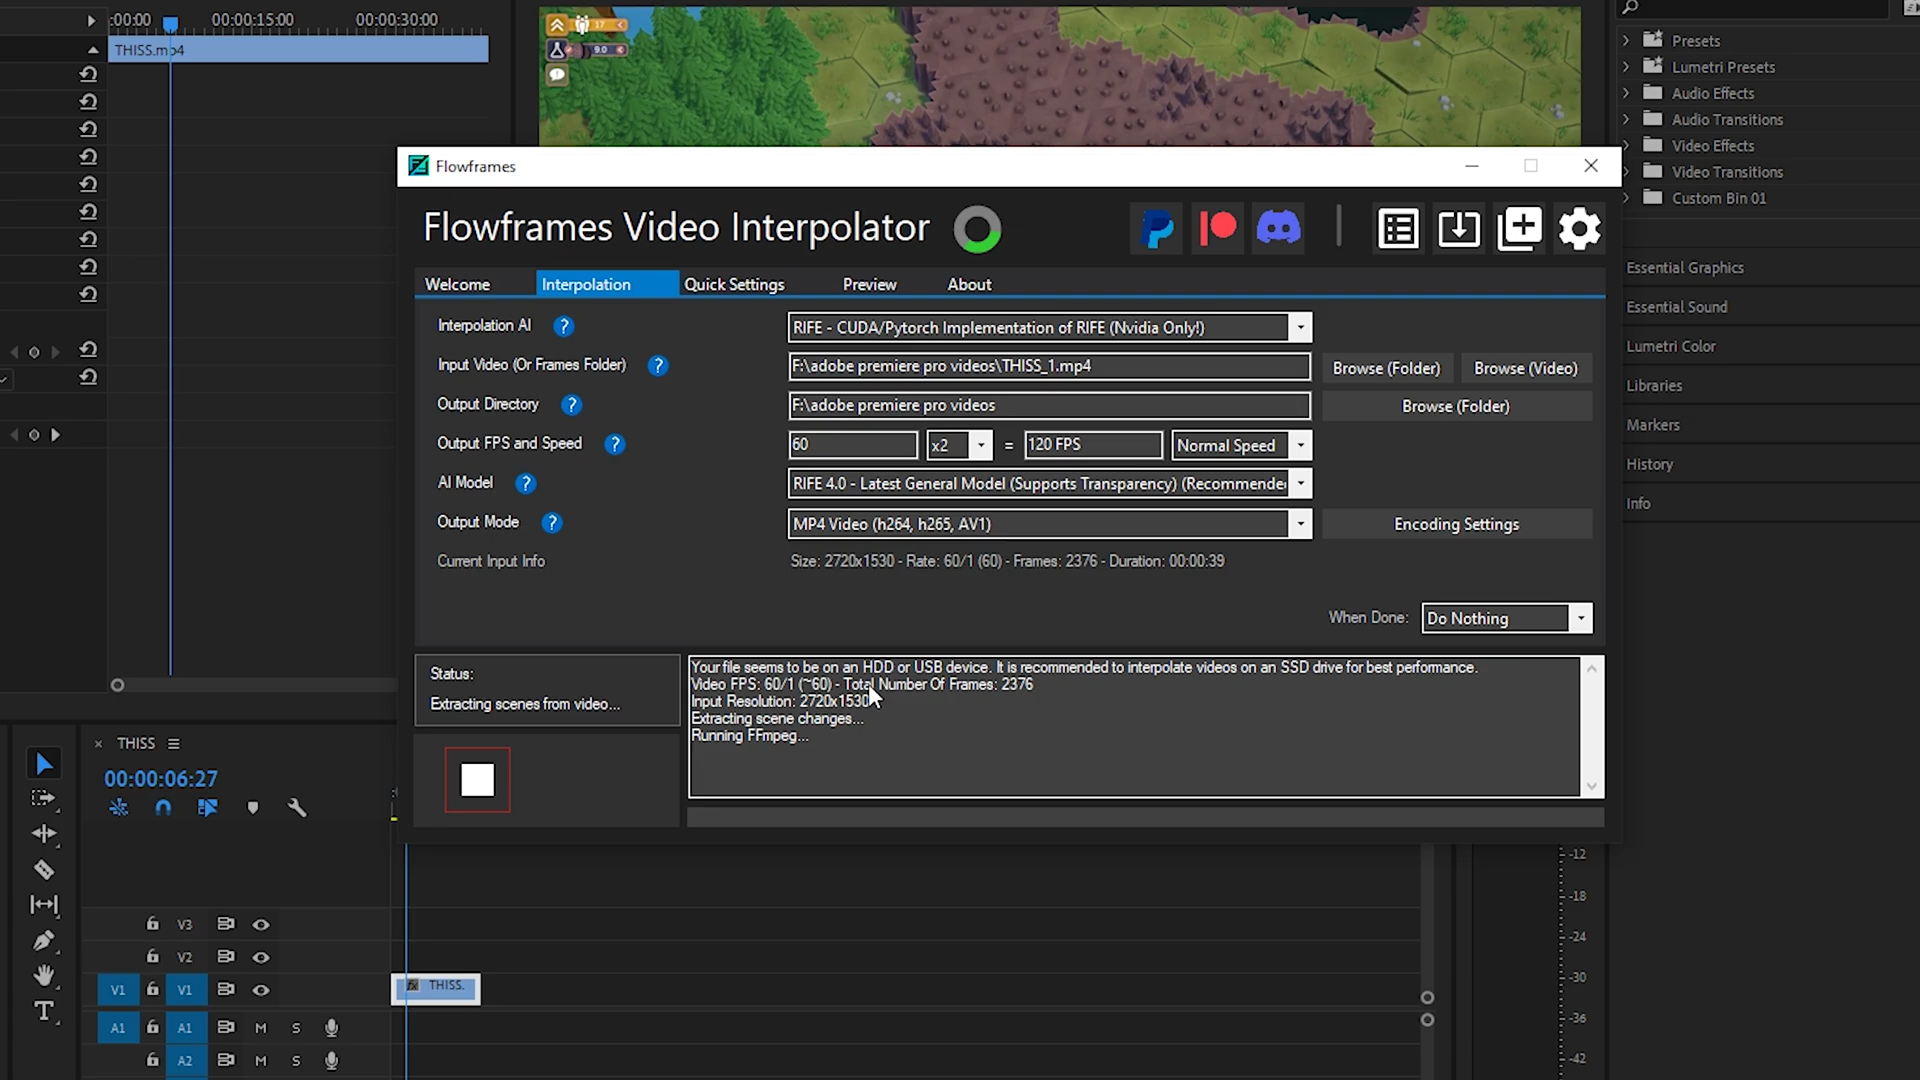 :00:00 00:00:15:00 00:00:30:00
THISS.mp4
17
9.0
Presets
Lumetri Presets
Audio Effects
Audio Transitions
Video Effects
Video Transitions
Custom Bin 01
Essential Graphics
Essential Sound
Lumetri Color
Libraries
Markers
History
Info
Flowframes
Flowframes Video Interpolator
Welcome Interpolation Quick Settings Preview About
Interpolation AI ? RIFE - CUDA/Pytorch Implementation of RIFE (Nvidia Only!)
Input Video (Or Frames Folder) ? F:\adobe premiere pro videos\THISS_1.mp4 Browse (Folder) Browse (Video)
Output Directory ? F:\adobe premiere pro videos Browse (Folder)
Output FPS and Speed ? 60 x2 = 120 FPS Normal Speed
AI Model ? RIFE 4.0 - Latest General Model (Supports Transparency) (Recommende
Output Mode ? MP4 Video (h264, h265, AV1) Encoding Settings
Current Input Info Size: 2720x1530 - Rate: 60/1 (60) - Frames: 2376 - Duration: 00:00:39
When Done: Do Nothing
Status:
Extracting scenes from video...
Your file seems to be on an HDD or USB device. It is recommended to interpolate videos on an SSD drive for best performance.
Video FPS: 60/1 (~60) - Total Number Of Frames: 2376
Input Resolution: 2720x1530
Extracting scene changes...
Running FFmpeg...
× THISS
00:00:06:27
V3
V2
V1 V1
fx THISS.
A1 A1 M S
A2 M S
-12
-18
-24
-30
-36
-42